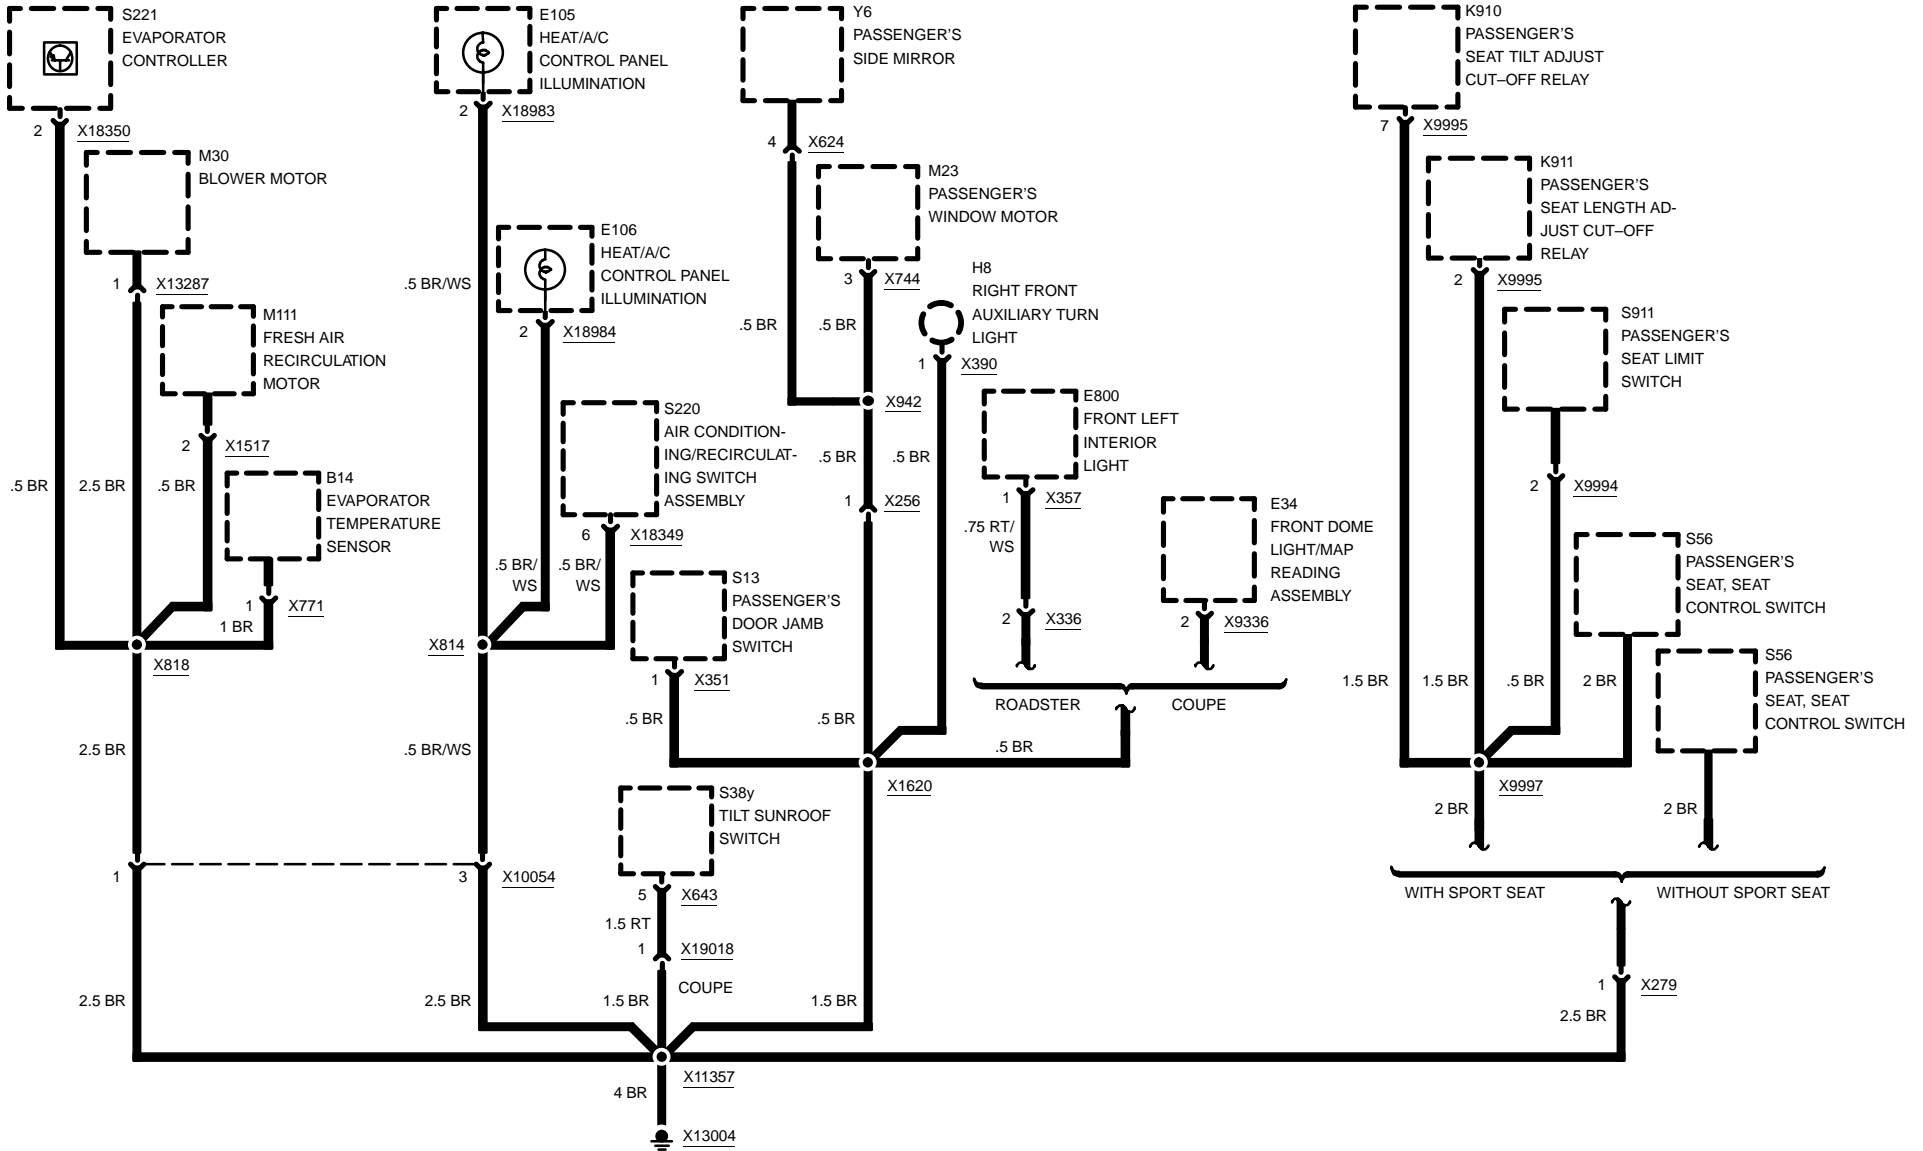 S221
EVAPORATOR
CONTROLLER
2
X18350
M30
BLOWER MOTOR
1
X13287
M111
FRESH AIR
RECIRCULATION
MOTOR
2
X1517
B14
EVAPORATOR
TEMPERATURE
SENSOR
.5 BR
2.5 BR
.5 BR
1
X771
1 BR
X818
2.5 BR
1
2.5 BR
E105
HEAT/A/C
CONTROL PANEL
ILLUMINATION
2
X18983
.5 BR/WS
E106
HEAT/A/C
CONTROL PANEL
ILLUMINATION
2
X18984
S220
AIR CONDITION-
ING/RECIRCULAT-
ING SWITCH
ASSEMBLY
6
X18349
.5 BR/
WS
.5 BR/
WS
X814
.5 BR/WS
3
X10054
2.5 BR
S13
PASSENGER’S
DOOR JAMB
SWITCH
1
X351
.5 BR
S38y
TILT SUNROOF
SWITCH
5
X643
1.5 RT
1
X19018
COUPE
1.5 BR
Y6
PASSENGER’S
SIDE MIRROR
4
X624
M23
PASSENGER’S
WINDOW MOTOR
3
X744
.5 BR
.5 BR
X942
H8
RIGHT FRONT
AUXILIARY TURN
LIGHT
1
X390
.5 BR
.5 BR
1
X256
.5 BR
E800
FRONT LEFT
INTERIOR
LIGHT
1
X357
.75 RT/
WS
2
X336
E34
FRONT DOME
LIGHT/MAP
READING
ASSEMBLY
2
X9336
ROADSTER
COUPE
.5 BR
X1620
1.5 BR
K910
PASSENGER’S
SEAT TILT ADJUST
CUT–OFF RELAY
7
X9995
K911
PASSENGER’S
SEAT LENGTH AD-
JUST CUT–OFF
RELAY
2
X9995
S911
PASSENGER’S
SEAT LIMIT
SWITCH
2
X9994
S56
PASSENGER’S
SEAT, SEAT
CONTROL SWITCH
S56
PASSENGER’S
SEAT, SEAT
CONTROL SWITCH
1.5 BR
1.5 BR
.5 BR
2 BR
X9997
2 BR
2 BR
WITH SPORT SEAT
WITHOUT SPORT SEAT
1
X279
2.5 BR
X11357
4 BR
X13004